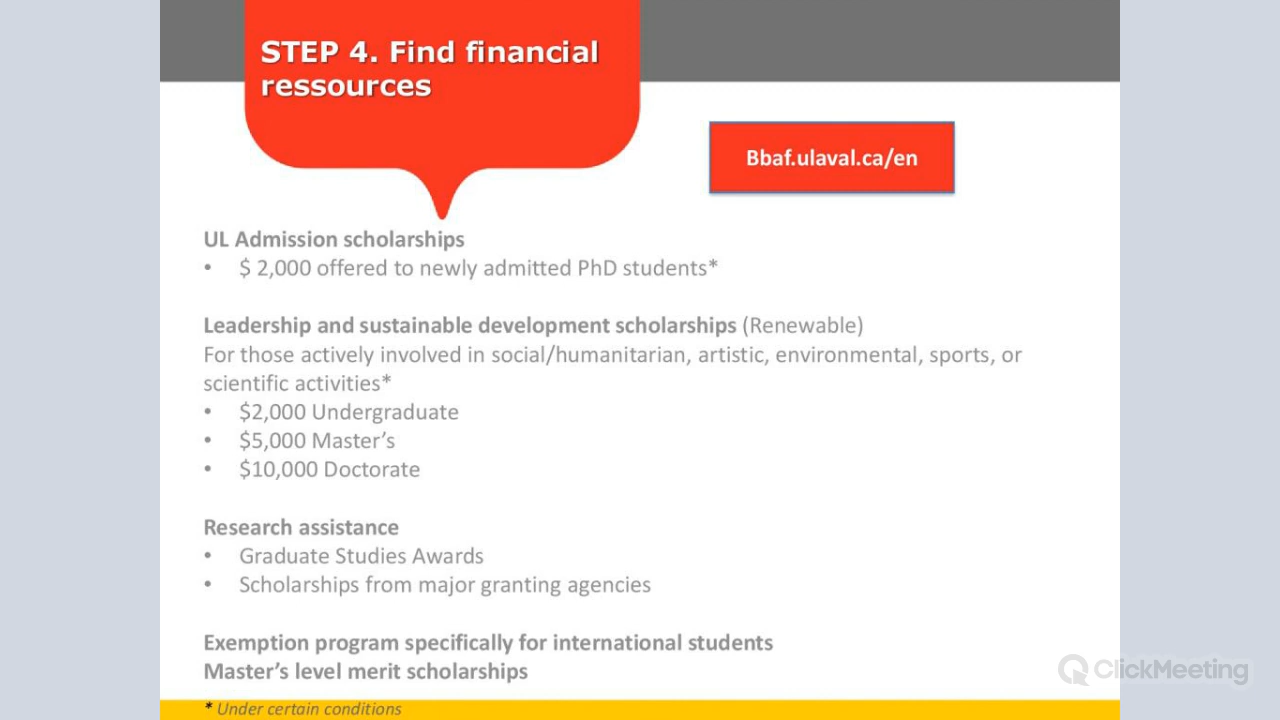 STEP 4. Find financial
ressources
Bbaf.ulaval.ca/en
UL Admission scholarships
• $ 2,000 offered to newly admitted PhD students*
Leadership and sustainable development scholarships (Renewable)
For those actively involved in social/humanitarian, artistic, environmental, sports, or
scientific activities*
• $2,000 Undergraduate
• $5,000 Master's
• $10,000 Doctorate
Research assistance
• Graduate Studies Awards
• Scholarships from major granting agencies
Exemption program specifically for international students
Master's level merit scholarships
ClickMeeting
* Under certain conditions